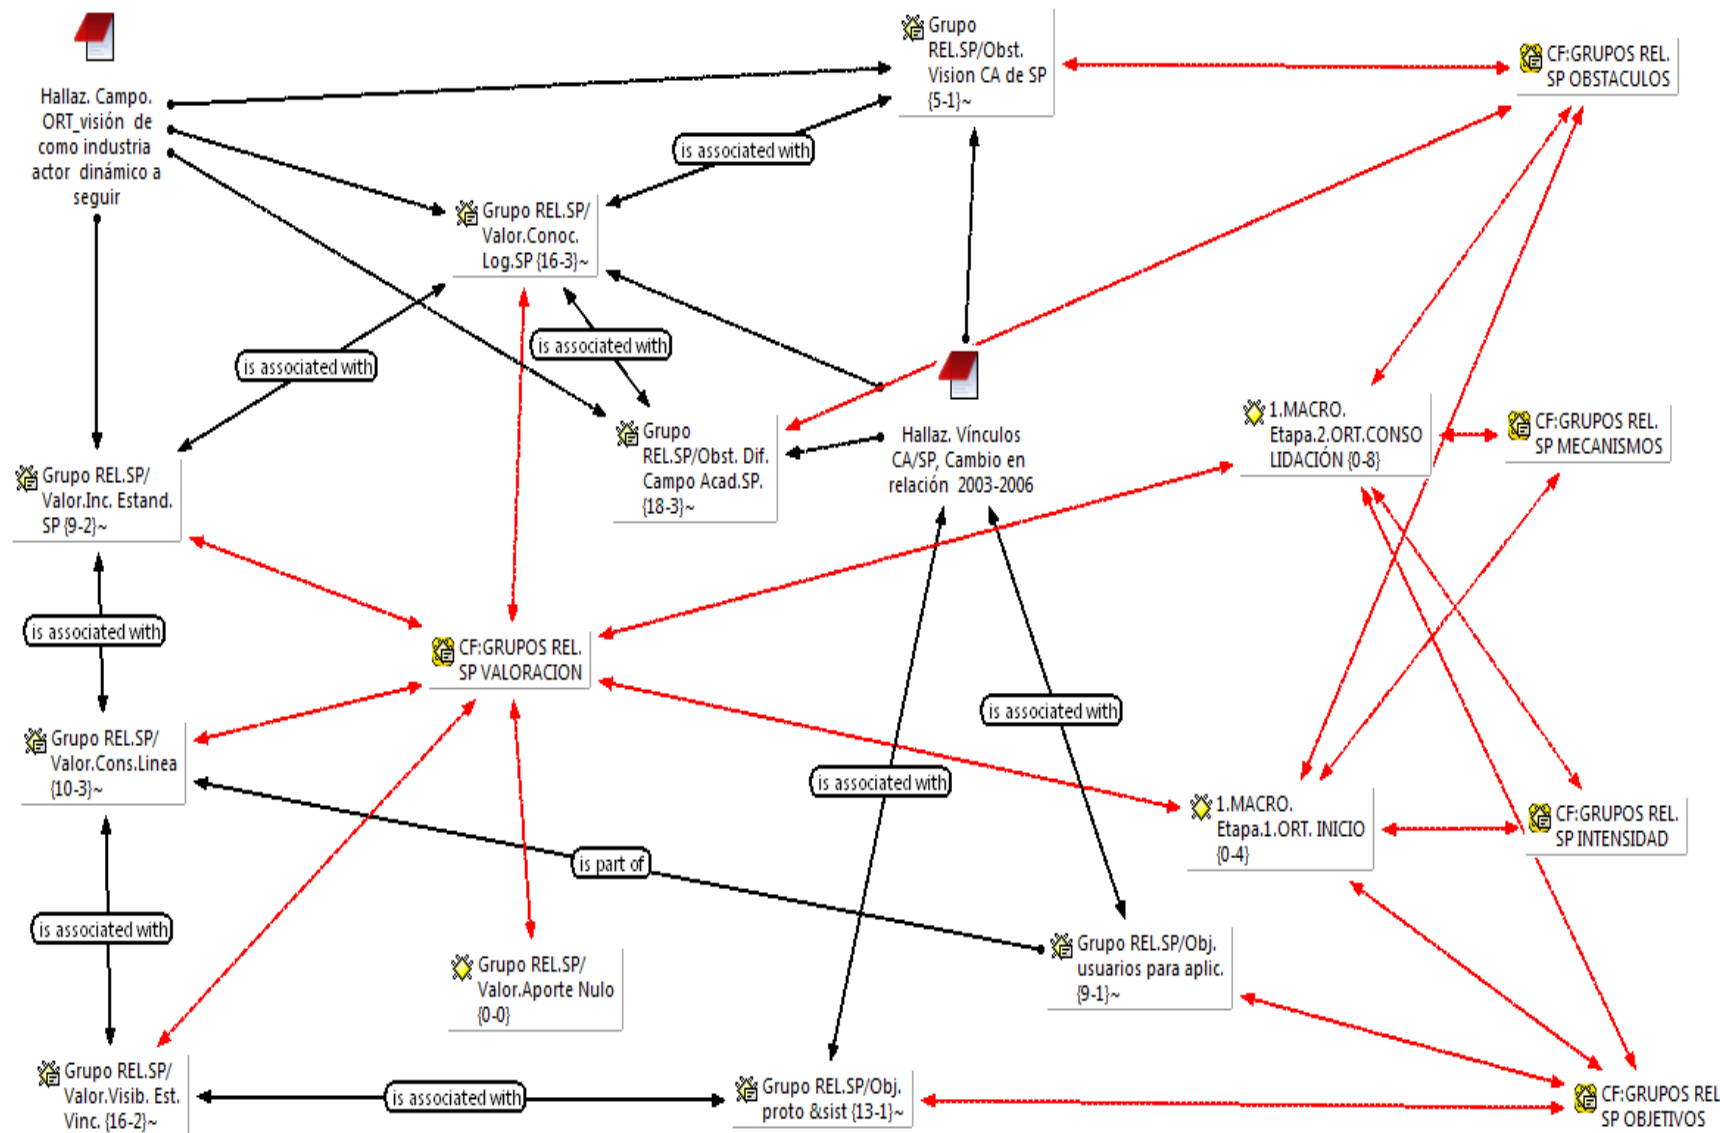 Grupo
REL.SP/Obst.
Vision CA de SP
{5-1}~
CF:GRUPOS REL.
SP OBSTACULOS
Hallaz. Campo.
ORT_visión de
como industria
actor dinámico a
seguir
is associated with
Grupo REL.SP/
Valor.Conoc.
Log.SP {16-3}~
is associated with
is associated with
Grupo
REL.SP/Obst. Dif.
Campo Acad.SP.
{18-3}~
Hallaz. Vínculos
CA/SP, Cambio en
relación 2003-2006
1.MACRO.
Etapa.2.ORT.CONSO
LIDACIÓN {0-8}
CF:GRUPOS REL.
SP MECANISMOS
Grupo REL.SP/
Valor.Inc. Estand.
SP {9-2}~
is associated with
CF:GRUPOS REL.
SP VALORACION
is associated with
Grupo REL.SP/
Valor.Cons.Linea
{10-3}~
is associated with
1.MACRO.
Etapa.1.ORT. INICIO
{0-4}
CF:GRUPOS REL.
SP INTENSIDAD
is part of
is associated with
Grupo REL.SP/
Valor.Aporte Nulo
{0-0}
Grupo REL.SP/Obj.
usuarios para aplic.
{9-1}~
Grupo REL.SP/
Valor.Visib. Est.
Vinc. {16-2}~
is associated with
Grupo REL.SP/Obj.
proto &sist {13-1}~
CF:GRUPOS REL
SP OBJETIVOS